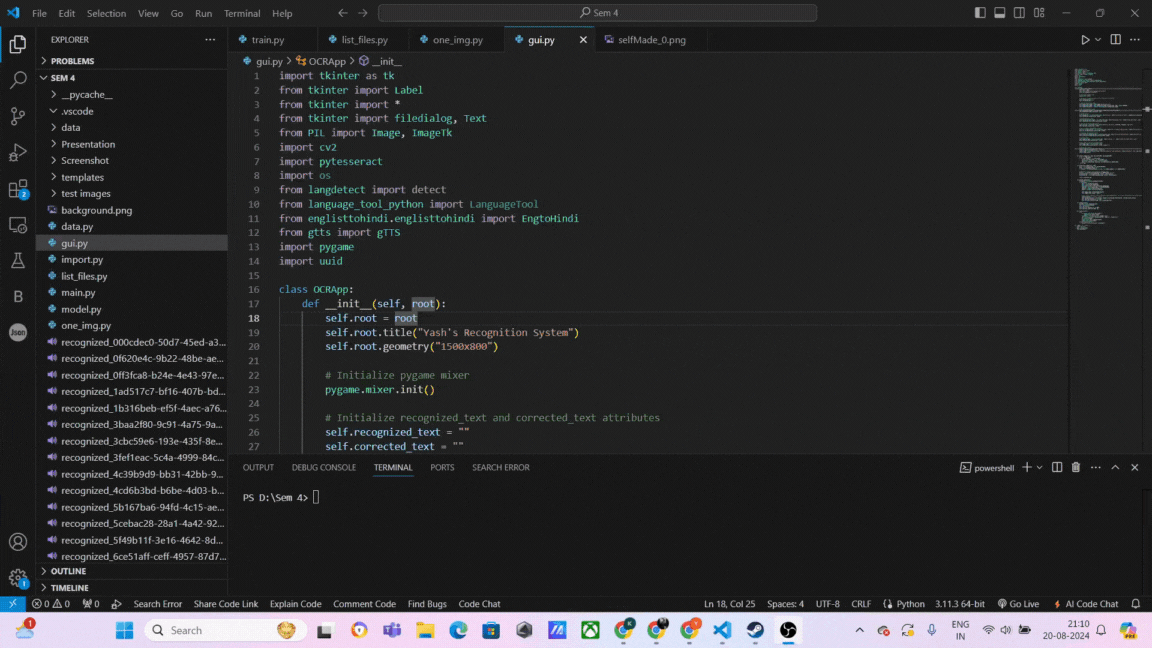 File Edit Selection View Go Run Terminal Help
Sem 4
EXPLORER
PROBLEMS
SEM 4
__pycache__
.vscode
data
Presentation
Screenshot
templates
test images
background.png
data.py
gui.py
import.py
list_files.py
main.py
model.py
one_img.py
recognized_000cdec0-50d7-45ed-a3...
recognized_0f620e4c-9b22-48be-ae...
recognized_0ff3fca8-b24e-4e43-97e...
recognized_1ad517c7-bf16-407b-bd...
recognized_1b316beb-ef5f-4aec-a76...
recognized_3baa2f80-9c91-4a75-9a...
recognized_3cbc59e6-193e-435f-8e...
recognized_3fef1eac-5c4a-4999-84c...
recognized_4c39b9d9-bb31-42bb-9...
recognized_4cd6b3bd-b6be-4d03-b...
recognized_5b167ba6-94fd-4c15-ae...
recognized_5cebac28-28a1-4a42-92...
recognized_5f49b11f-3e16-4642-8d...
recognized_6ce51aff-ceff-4957-87d7...
OUTLINE
TIMELINE
train.py list_files.py one_img.py gui.py selfMade_0.png
gui.py > OCRApp > __init__
1 import tkinter as tk
2 from tkinter import Label
3 from tkinter import *
4 from tkinter import filedialog, Text
5 from PIL import Image, ImageTk
6 import cv2
7 import pytesseract
8 import os
9 from langdetect import detect
10 from language_tool_python import LanguageTool
11 from englisttohindi.englisttohindi import EngtoHindi
12 from gtts import gTTS
13 import pygame
14 import uuid
15
16 class OCRApp:
17 def __init__(self, root):
18 self.root = root
19 self.root.title("Yash's Recognition System")
20 self.root.geometry("1500x800")
21
22 # Initialize pygame mixer
23 pygame.mixer.init()
24
25 # Initialize recognized_text and corrected_text attributes
26 self.recognized_text = ""
27 self.corrected_text = ""
OUTPUT DEBUG CONSOLE TERMINAL PORTS SEARCH ERROR
powershell
PS D:\Sem 4>
2
B
Json
1
0 0 0 Search Error Share Code Link Explain Code Comment Code Find Bugs Code Chat Ln 18, Col 25 Spaces: 4 UTF-8 CRLF Python 3.11.3 64-bit Go Live AI Code Chat
1 Search ENG IN 21:10 20-08-2024